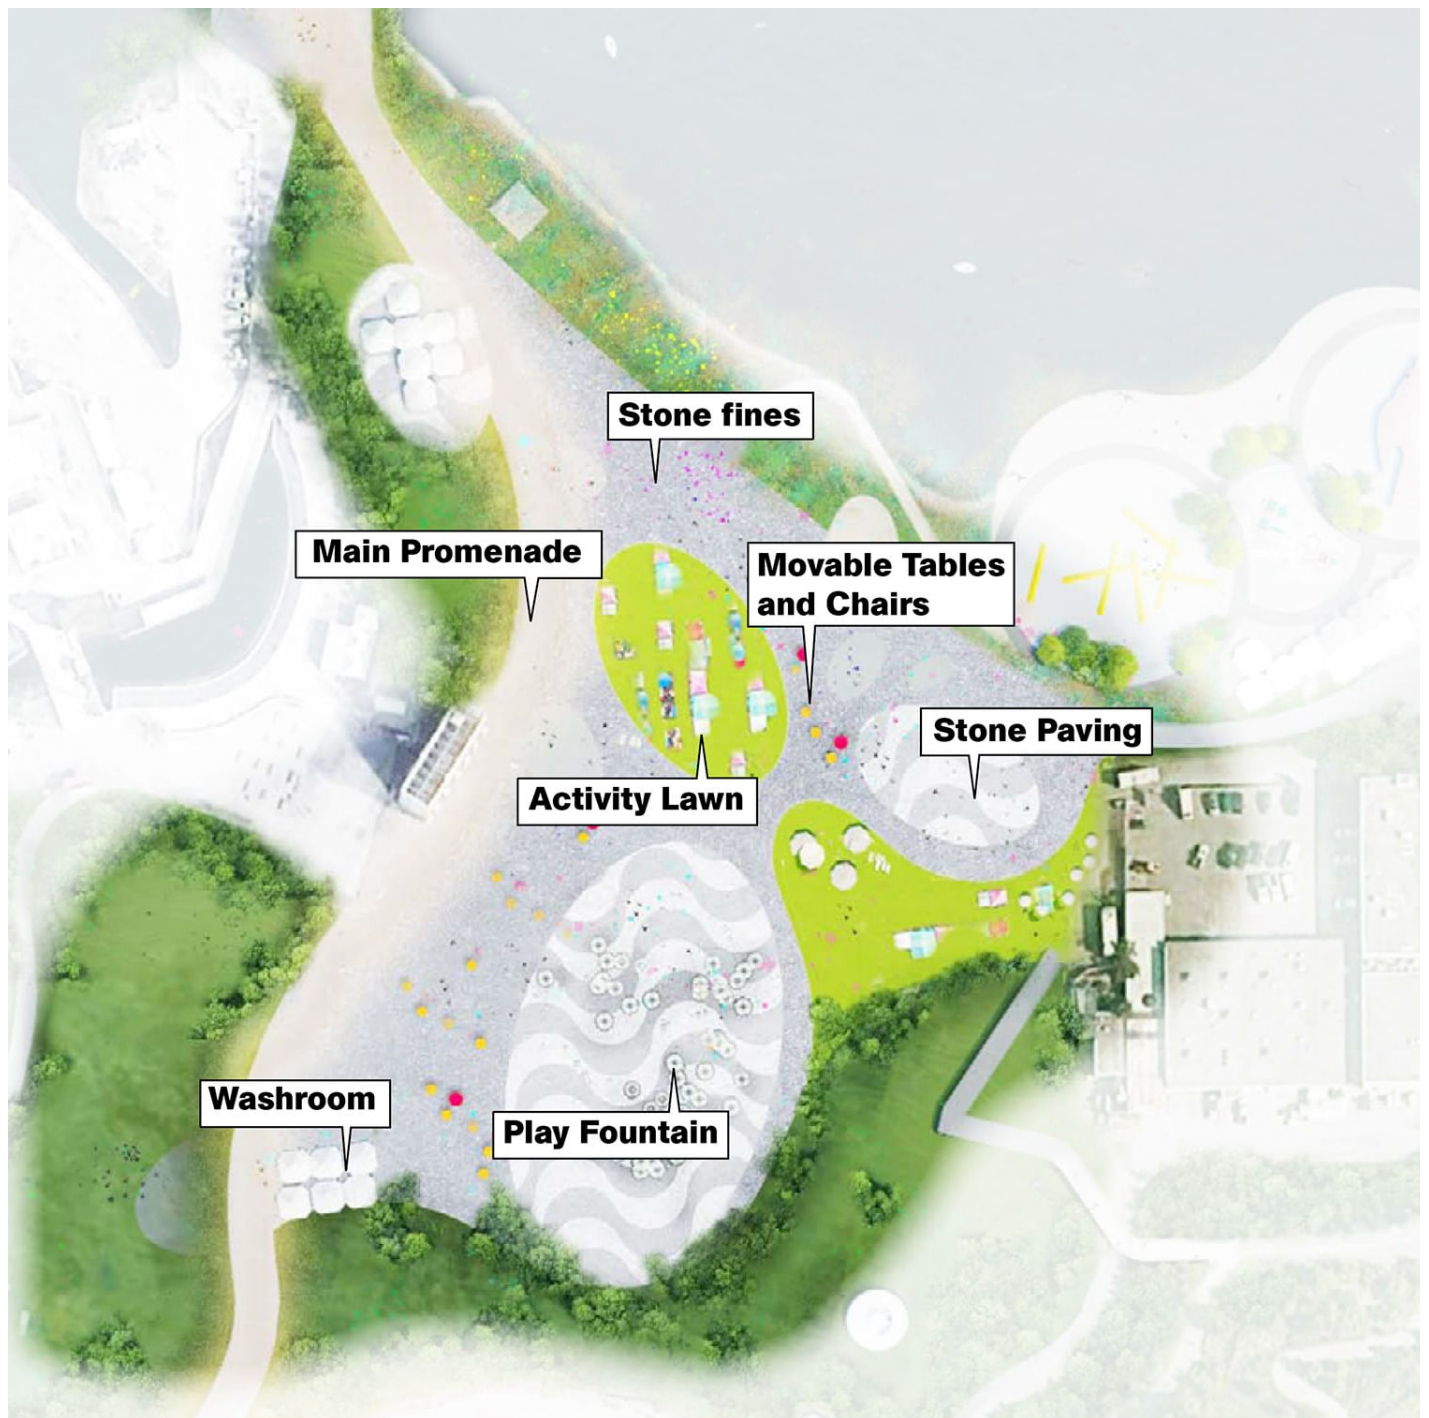 Stone fines
Main Promenade
Movable Tables
and Chairs
Stone Paving
Activity Lawn
Washroom
Play Fountain